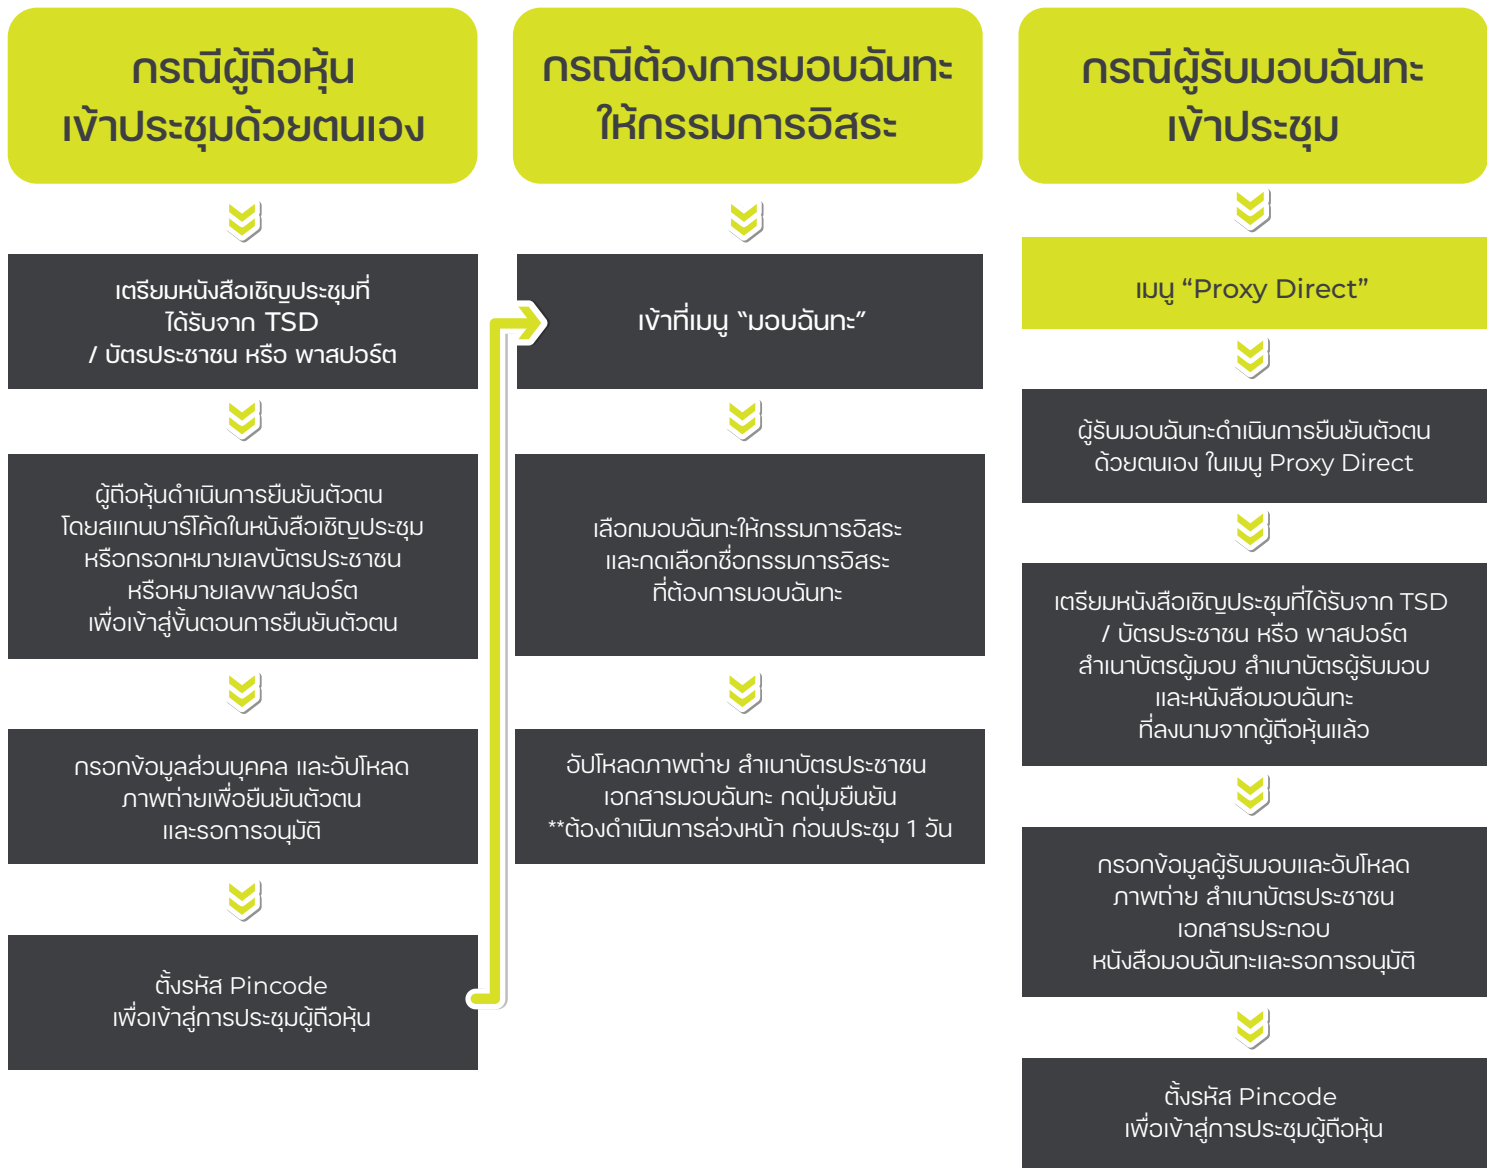 กรณีผู้ถือหุ้น
เข้าประชุมด้วยตนเอง
เตรียมหนังสือเชิญประชุมที่
ได้รับจาก TSD
/ บัตรประชาชน หรือ พาสปอร์ต
ผู้ถือหุ้นดำเนินการยืนยันตัวตน
โดยสแกนบาร์โค้ดในหนังสือเชิญประชุม
หรือกรอกหมายเลขบัตรประชาชน
หรือหมายเลขพาสปอร์ต
เพื่อเข้าสู่ขั้นตอนการยืนยันตัวตน
กรอกข้อมูลส่วนบุคคล และอัปโหลด
ภาพถ่ายเพื่อยืนยันตัวตน
และรอการอนุมัติ
ตั้งรหัส Pincode
เพื่อเข้าสู่การประชุมผู้ถือหุ้น
กรณีต้องการมอบฉันทะ
ให้กรรมการอิสระ
เข้าที่เมนู “มอบฉันทะ”
เลือกมอบฉันทะให้กรรมการอิสระ
และกดเลือกชื่อกรรมการอิสระ
ที่ต้องการมอบฉันทะ
อัปโหลดภาพถ่าย สำเนาบัตรประชาชน
เอกสารมอบฉันทะ กดปุ่มยืนยัน
**ต้องดำเนินการล่วงหน้า ก่อนประชุม 1 วัน
กรณีผู้รับมอบฉันทะ
เข้าประชุม
เมนู “Proxy Direct”
ผู้รับมอบฉันทะดำเนินการยืนยันตัวตน
ด้วยตนเอง ในเมนู Proxy Direct
เตรียมหนังสือเชิญประชุมที่ได้รับจาก TSD
/ บัตรประชาชน หรือ พาสปอร์ต
สำเนาบัตรผู้มอบ สำเนาบัตรผู้รับมอบ
และหนังสือมอบฉันทะ
ที่ลงนามจากผู้ถือหุ้นแล้ว
กรอกข้อมูลผู้รับมอบและอัปโหลด
ภาพถ่าย สำเนาบัตรประชาชน
เอกสารประกอบ
หนังสือมอบฉันทะและรอการอนุมัติ
ตั้งรหัส Pincode
เพื่อเข้าสู่การประชุมผู้ถือหุ้น